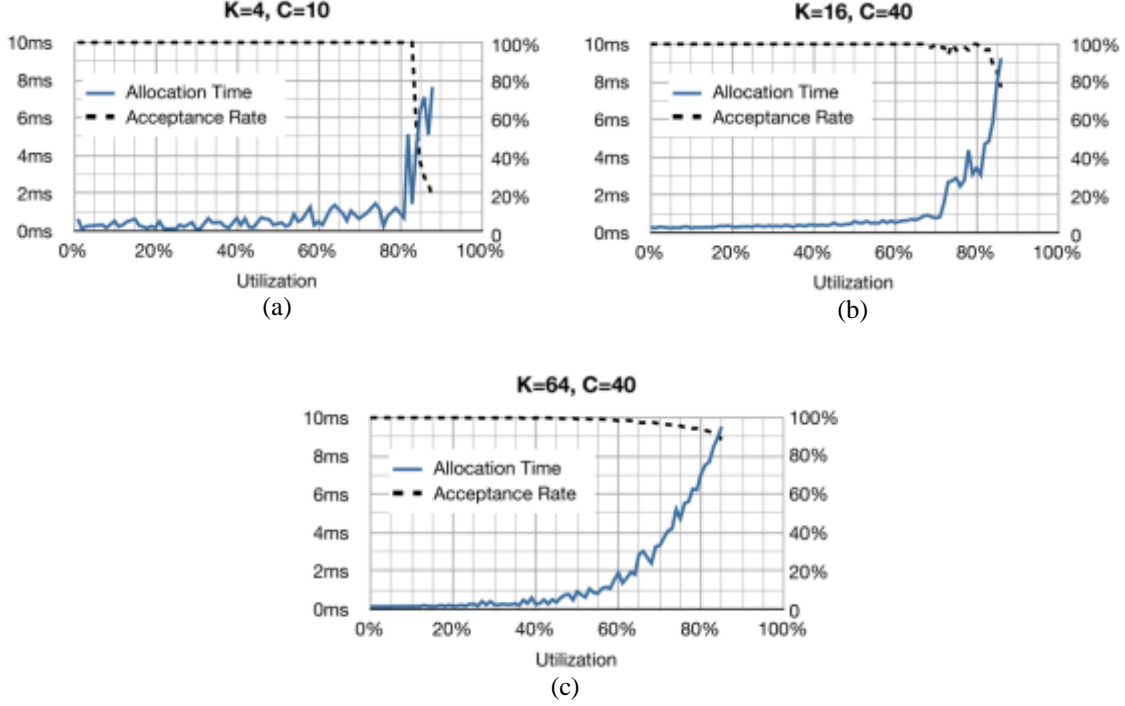 K=4, C=10
10ms
8ms
6ms
4ms
2ms
0ms
Allocation Time
Acceptance Rate
100%
80%
60%
40%
20%
0
0% 20% 40% 60% 80% 100%
Utilization
(a)
K=16, C=40
10ms
8ms
6ms
4ms
2ms
0ms
Allocation Time
Acceptance Rate
100%
80%
60%
40%
20%
0
0% 20% 40% 60% 80% 100%
Utilization
(b)
K=64, C=40
10ms
8ms
6ms
4ms
2ms
0ms
Allocation Time
Acceptance Rate
100%
80%
60%
40%
20%
0
0% 20% 40% 60% 80% 100%
Utilization
(c)